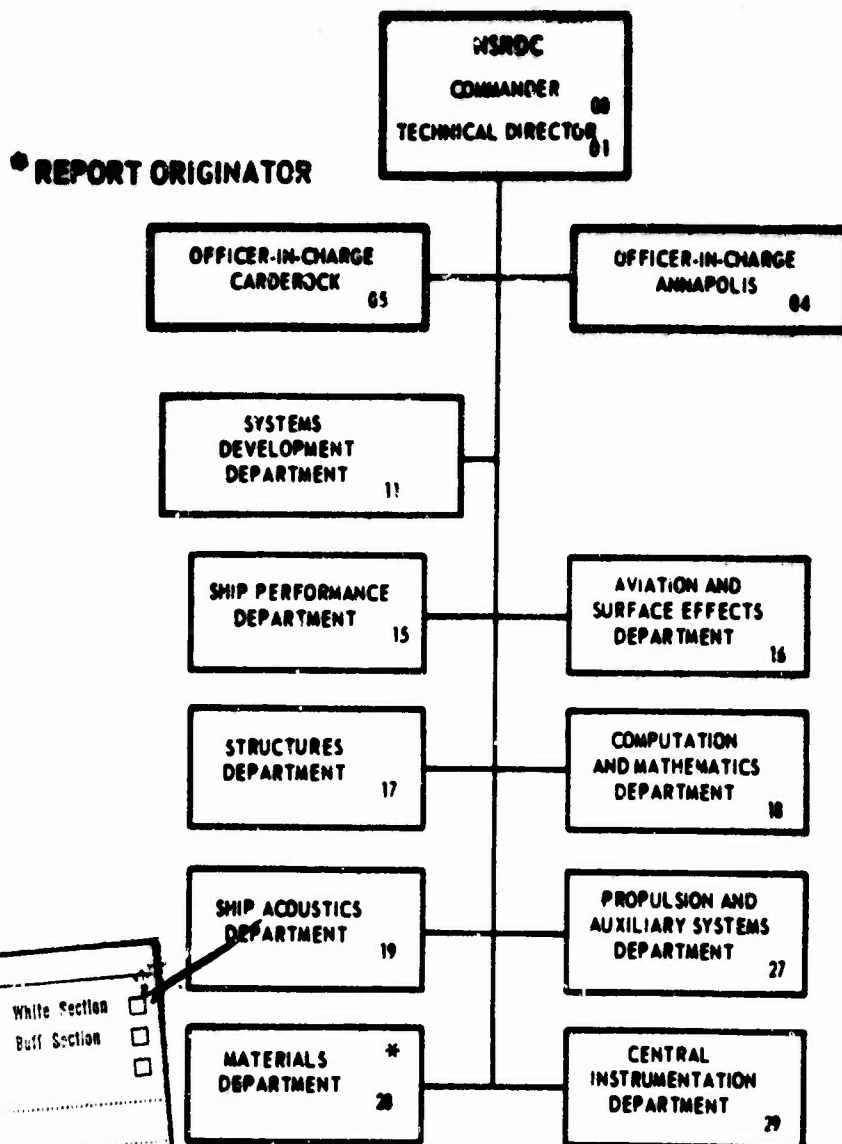 NSRDC
COMMANDER
00
TECHNICAL DIRECTOR
01
* REPORT ORIGINATOR
OFFICER-IN-CHARGE
CARDEROCK
05
OFFICER-IN-CHARGE
ANNAPOLIS
04
SYSTEMS
DEVELOPMENT
DEPARTMENT
11
SHIP PERFORMANCE
DEPARTMENT
15
AVIATION AND
SURFACE EFFECTS
DEPARTMENT
16
STRUCTURES
DEPARTMENT
17
COMPUTATION
AND MATHEMATICS
DEPARTMENT
18
SHIP ACOUSTICS
DEPARTMENT
19
PROPULSION AND
AUXILIARY SYSTEMS
DEPARTMENT
27
White Section
Buff Section
MATERIALS *
DEPARTMENT
28
CENTRAL
INSTRUMENTATION
DEPARTMENT
29